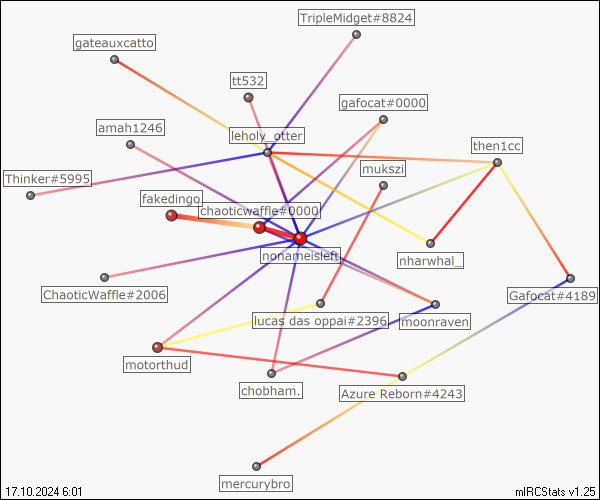 TripleMidget#8824
gateauxcatto
tt532
gafocat#0000
amah1246
leholy_otter
then1cc
mukszi
Thinker#5995
fakedingo
chaoticwaffle#0000
nonameisleft
nharwhal_
ChaoticWaffle#2006
Gafocat#4189
lucas das oppai#2396
moonraven
motorthud
chobham.
Azure Reborn#4243
mercurybro
17.10.2024 6:01
mIRCStats v1.25